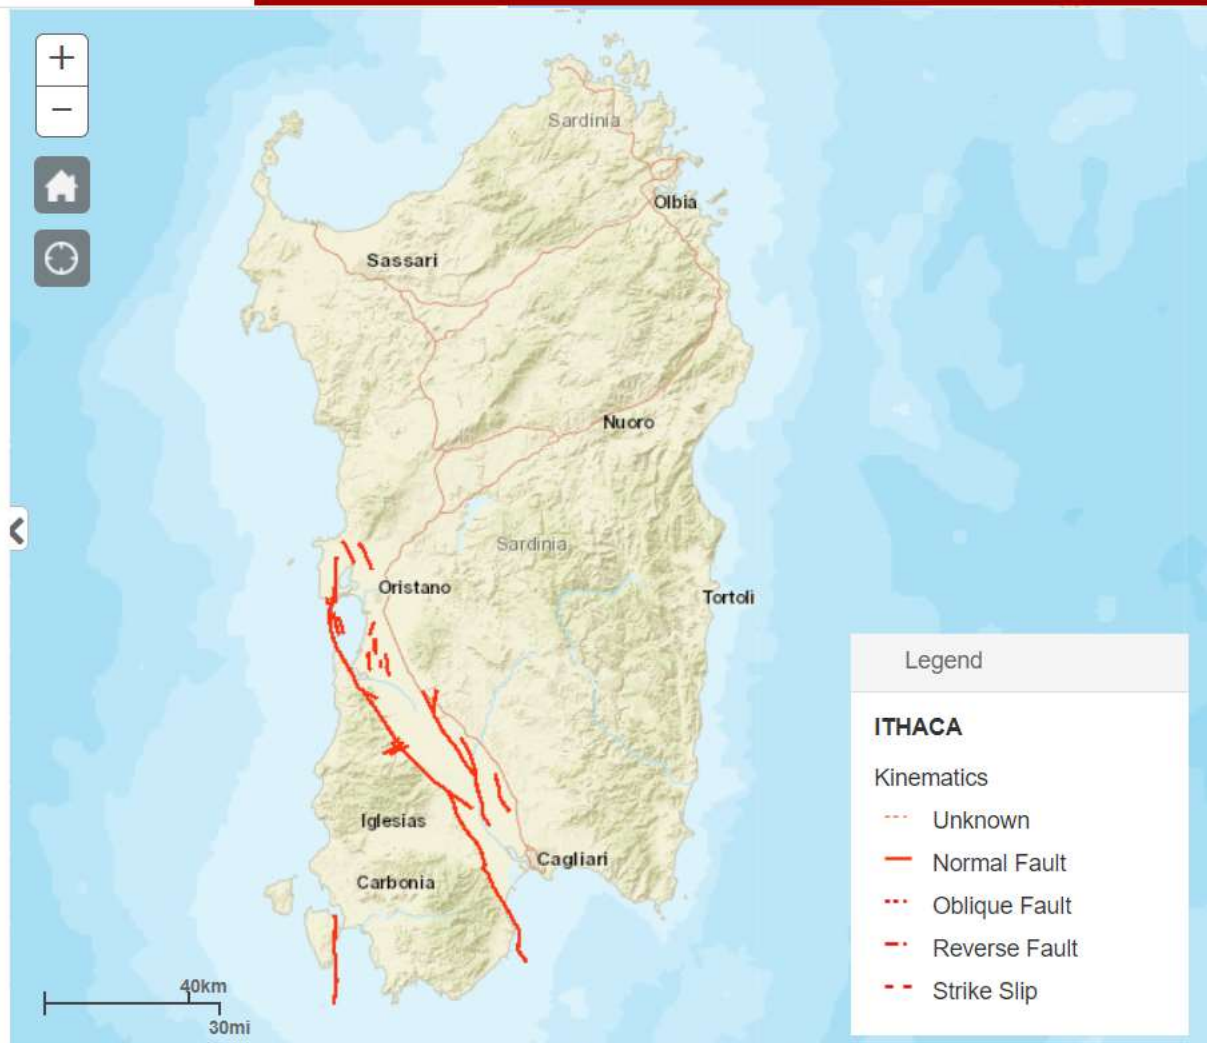 +
Sardinia
−
Olbia
Sassari
Nuoro
Sardinia
Oristano
Tortoli
Legend
ITHACA
Kinematics
Unknown
Normal Fault
Oblique Fault
Reverse Fault
Strike Slip
Iglesias
Cagliari
Carbonia
40km
30mi